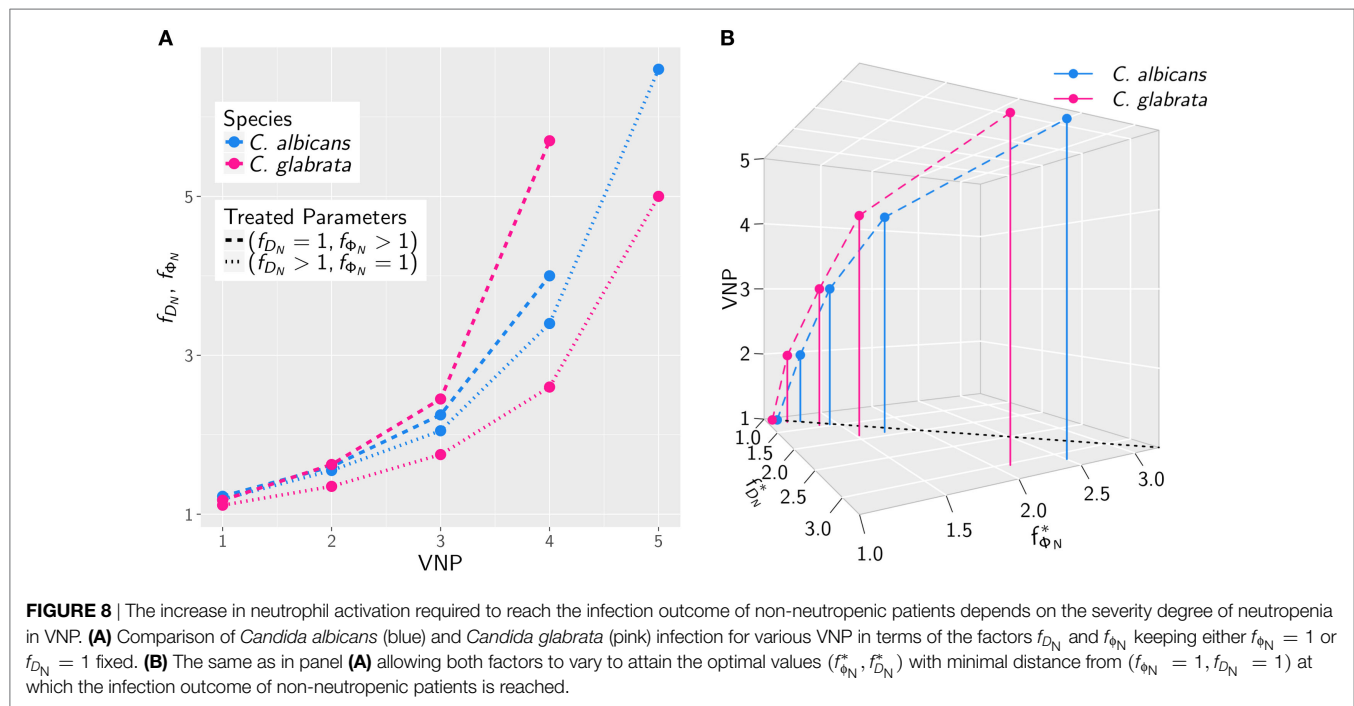 A
B
Species
C. albicans
C. glabrata
Treated Parameters
(f_{D_N} = 1, f_{Φ_N} > 1)
(f_{D_N} > 1, f_{Φ_N} = 1)
f_{D_N}, f_{Φ_N}
5
3
1
1 2 3 4 5
VNP
C. albicans
C. glabrata
VNP
5
4
3
2
1
1.0
1.5
2.0
2.5
3.0
f*_{D_N}
1.0
1.5
2.0
2.5
3.0
f*_{Φ_N}
FIGURE 8 | The increase in neutrophil activation required to reach the infection outcome of non-neutropenic patients depends on the severity degree of neutropenia
in VNP. (A) Comparison of Candida albicans (blue) and Candida glabrata (pink) infection for various VNP in terms of the factors f_{D_N} and f_{ϕ_N} keeping either f_{ϕ_N} = 1 or
f_{D_N} = 1 fixed. (B) The same as in panel (A) allowing both factors to vary to attain the optimal values (f*_{ϕ_N}, f*_{D_N}) with minimal distance from (f_{ϕ_N} = 1, f_{D_N} = 1) at
which the infection outcome of non-neutropenic patients is reached.